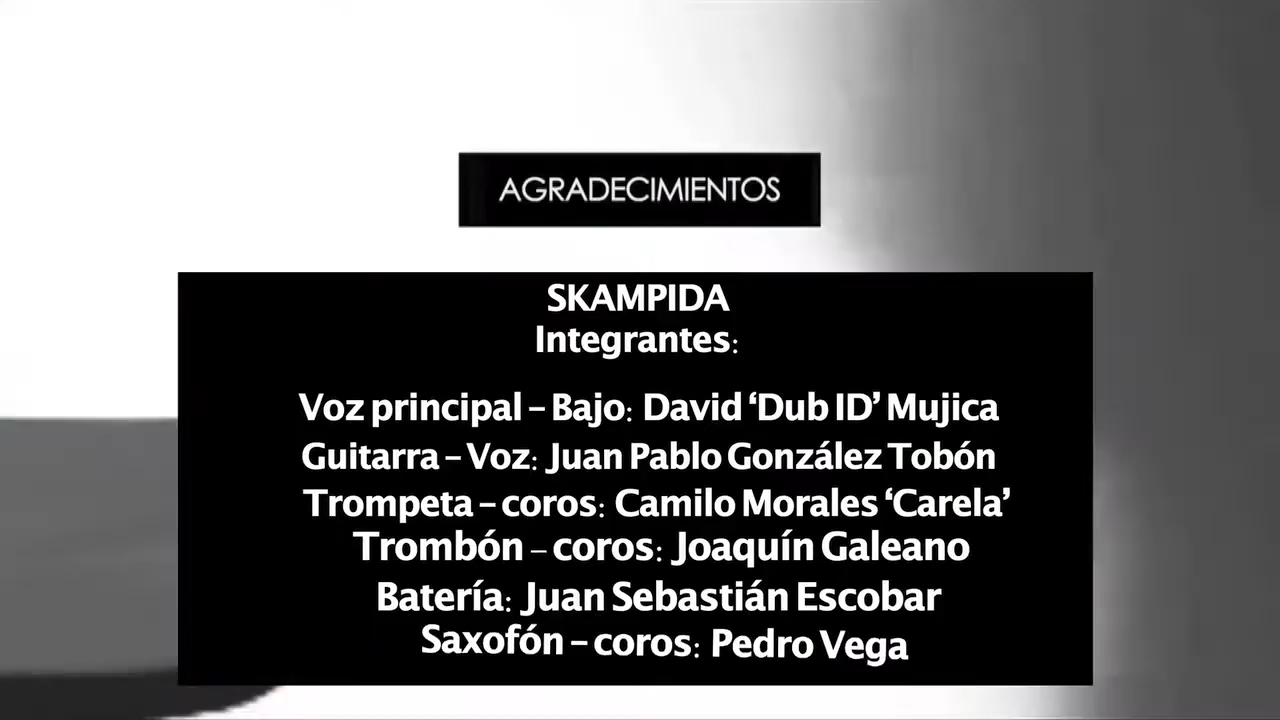 AGRADECIMIENTOS
SKAMPIDA
Integrantes:
Voz principal – Bajo: David ‘Dub ID’ Mujica
Guitarra – Voz: Juan Pablo González Tobón
Trompeta – coros: Camilo Morales ‘Carela’
Trombón – coros: Joaquín Galeano
Batería: Juan Sebastián Escobar
Saxofón – coros: Pedro Vega